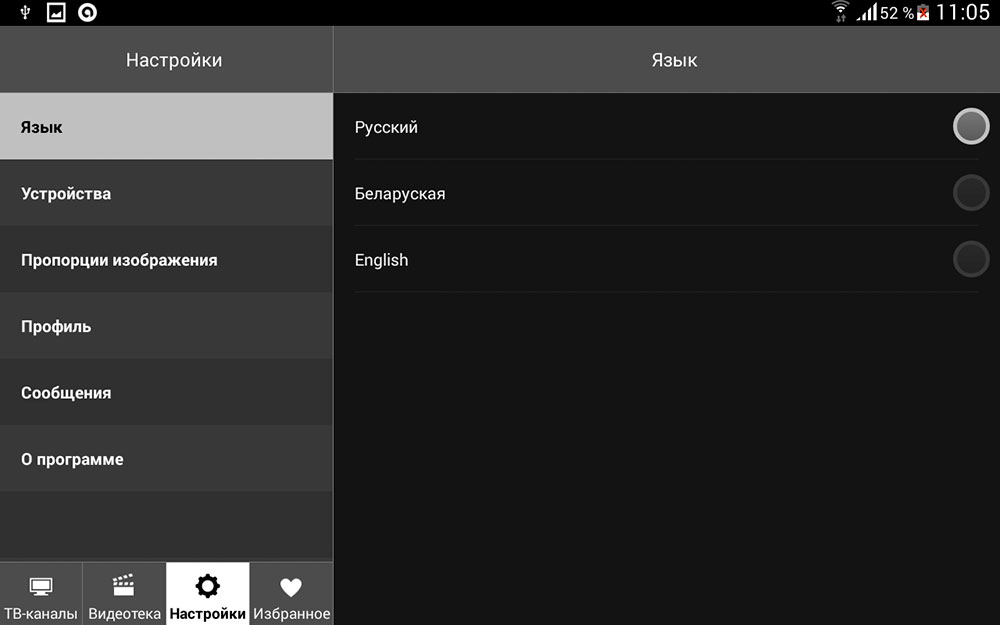 52 % 11:05
Настройки
Язык
Язык
Устройства
Пропорции изображения
Профиль
Сообщения
О программе
Русский
Беларуская
English
ТВ-каналы Видеотека Настройки Избранное